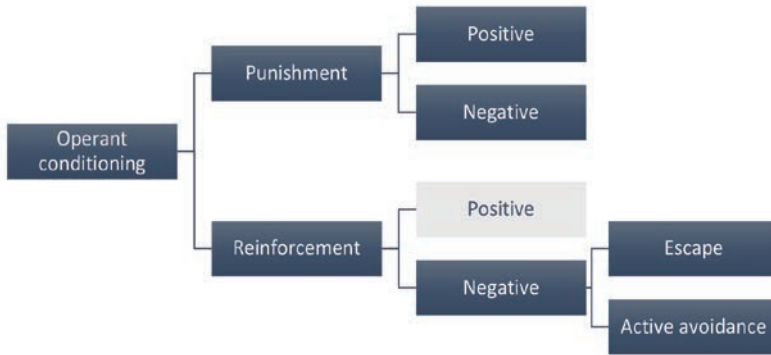 Operant
conditioning
Punishment
Positive
Negative
Reinforcement
Positive
Negative
Escape
Active avoidance